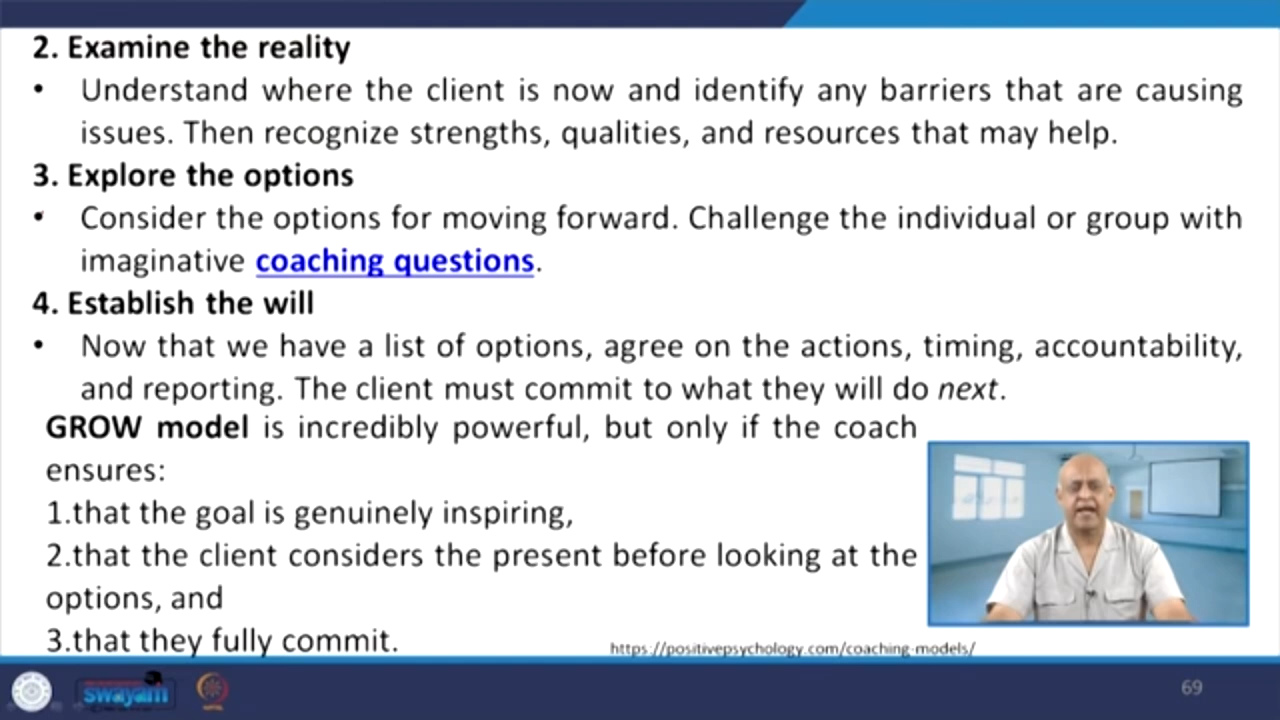 2. Examine the reality
• Understand where the client is now and identify any barriers that are causing
issues. Then recognize strengths, qualities, and resources that may help.
3. Explore the options
• Consider the options for moving forward. Challenge the individual or group with
imaginative coaching questions.
4. Establish the will
• Now that we have a list of options, agree on the actions, timing, accountability,
and reporting. The client must commit to what they will do next.
GROW model is incredibly powerful, but only if the coach
ensures:
1.that the goal is genuinely inspiring,
2.that the client considers the present before looking at the
options, and
3.that they fully commit.
https://positivepsychology.com/coaching-models/
swayam
69